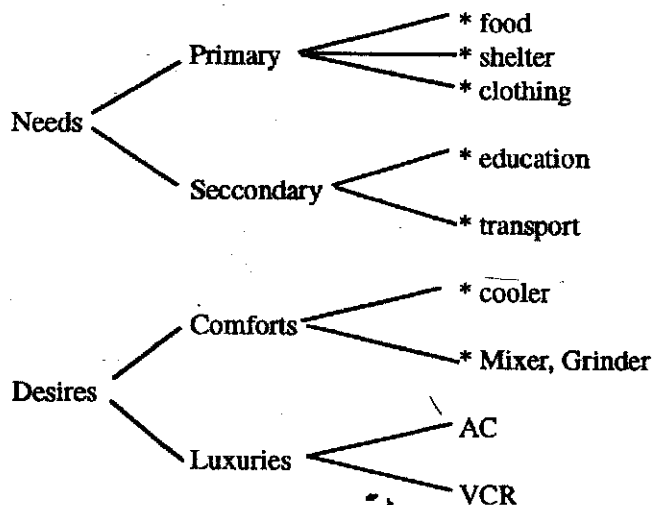 * food
Primary
* shelter
* clothing
Needs
* education
Seccondary
* transport
* cooler
Comforts
* Mixer, Grinder
Desires
AC
Luxuries
VCR